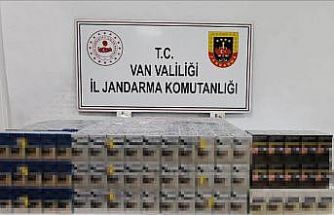 T.C.
VAN VALİLİĞİ
İL JANDARMA KOMUTANLIĞI